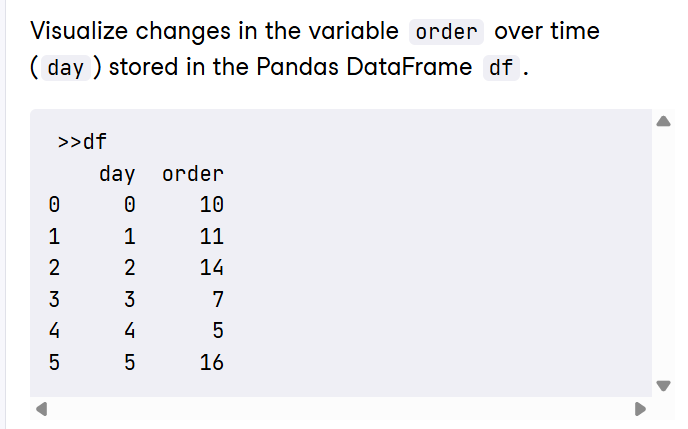 Visualize changes in the variable order over time
( day ) stored in the Pandas DataFrame df .
>>df
day order
0 0 10
1 1 11
2 2 14
3 3 7
4 4 5
5 5 16